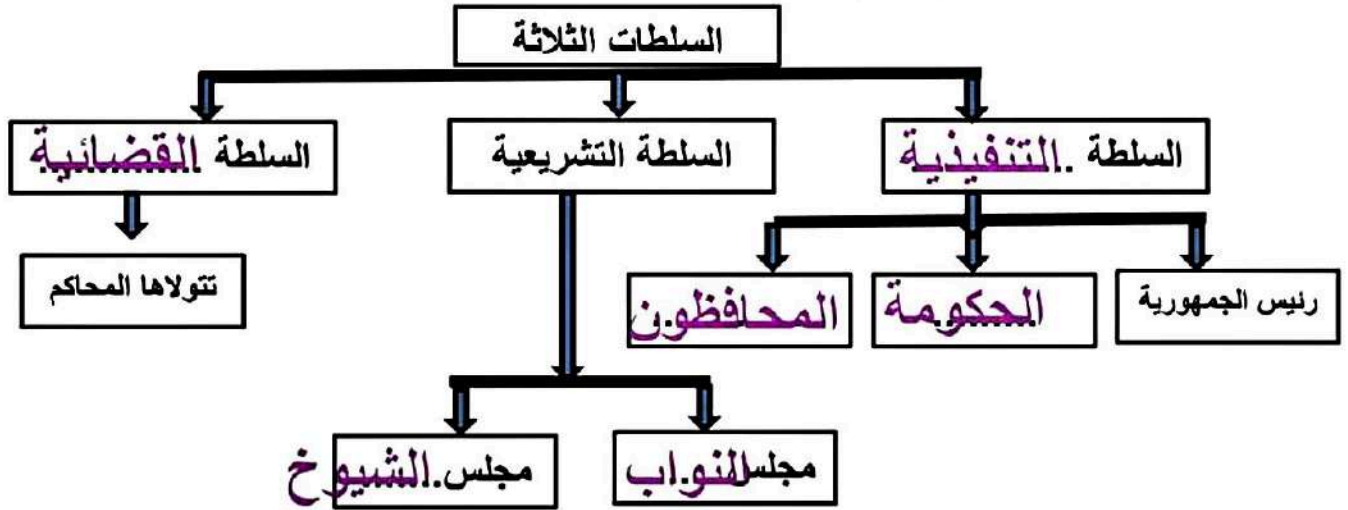 السلطات الثلاثة
السلطة ..التنفيذية
السلطة التشريعية
السلطة القضائية
رئيس الجمهورية
الحكومة
المحافظون
تتولاها المحاكم
مجلس النواب
مجلس ..الشيوخ